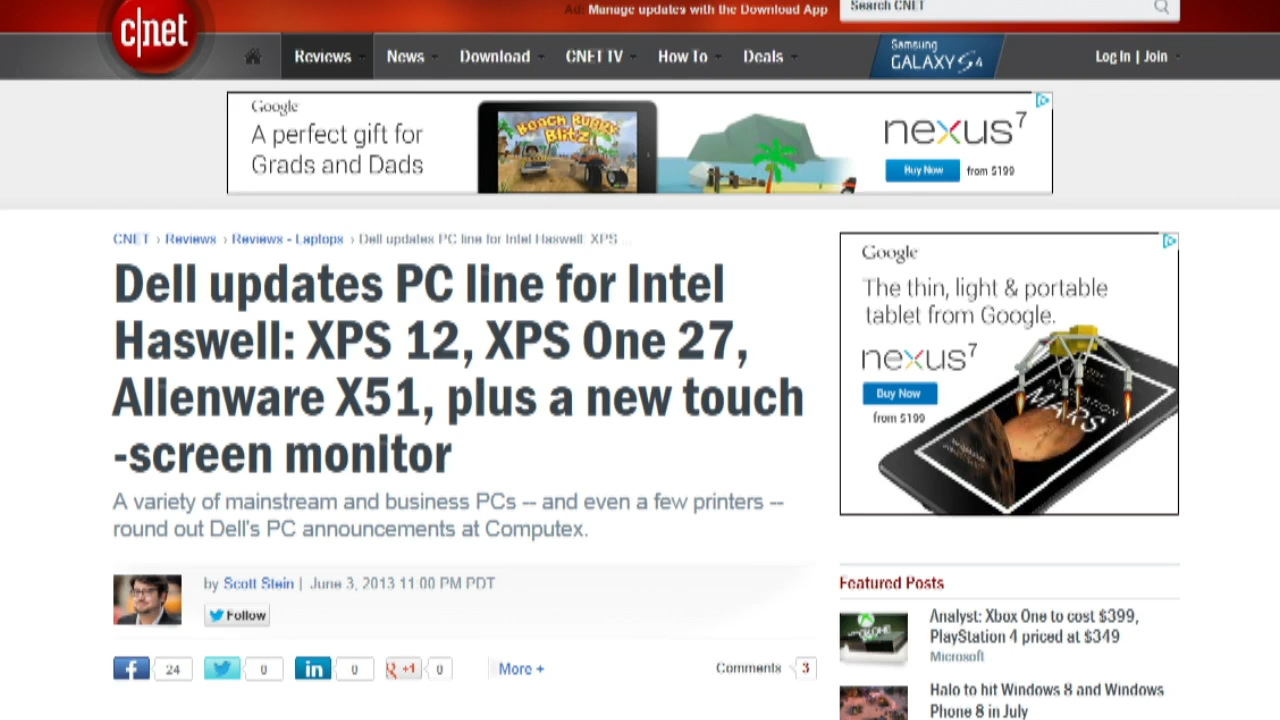 Ad: Manage updates with the Download App
Search CNET
c|net
Reviews
News
Download
CNET TV
How To
Deals
Samsung
GALAXY S4
Log In | Join
Google
A perfect gift for
Grads and Dads
Beach Buggy
Blitz
nexus7
Buy Now
from $199
CNET › Reviews › Reviews - Laptops › Dell updates PC line for Intel Haswell: XPS ...
Dell updates PC line for Intel
Haswell: XPS 12, XPS One 27,
Alienware X51, plus a new touch
-screen monitor
A variety of mainstream and business PCs -- and even a few printers --
round out Dell's PC announcements at Computex.
by Scott Stein | June 3, 2013 11:00 PM PDT
Follow
24
0
in
0
+1
0
More +
Comments
3
Google
The thin, light & portable
tablet from Google.
nexus7
Buy Now
from $199
MARS
Featured Posts
Analyst: Xbox One to cost $399,
PlayStation 4 priced at $349
Microsoft
Halo to hit Windows 8 and Windows
Phone 8 in July